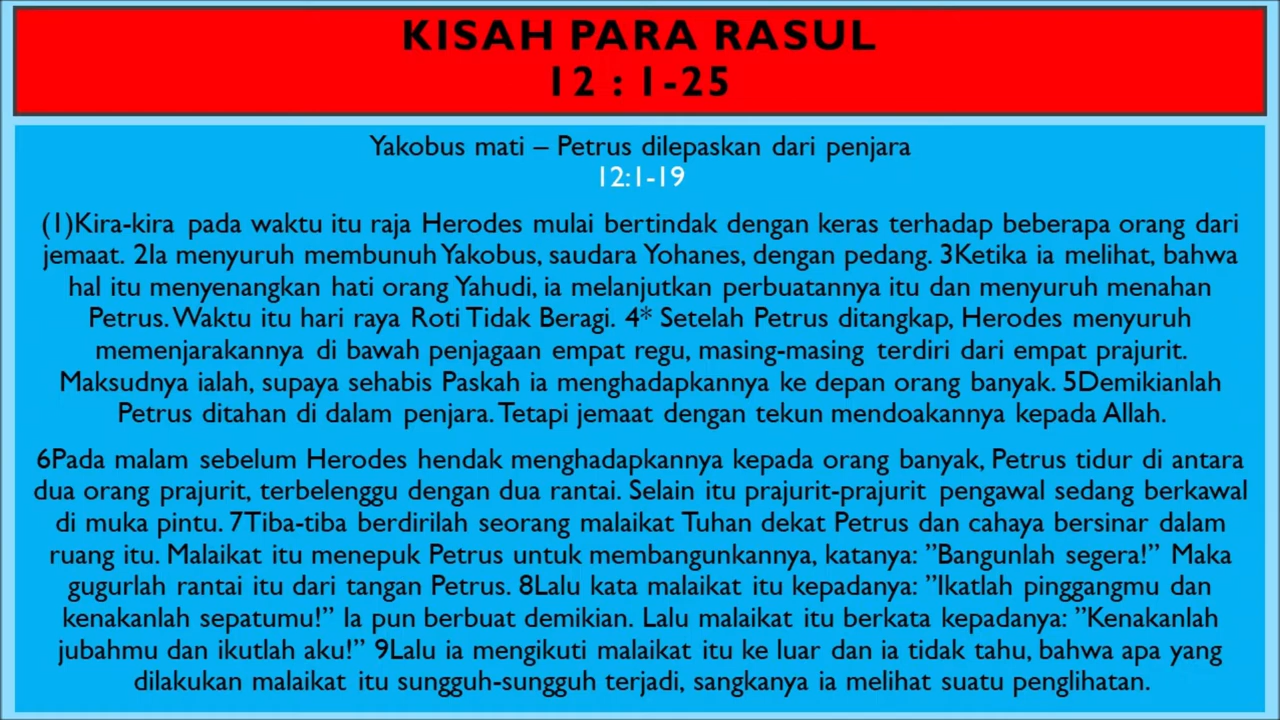 KISAH PARA RASUL
12 : 1-25
Yakobus mati – Petrus dilepaskan dari penjara
12:1-19
(1)Kira-kira pada waktu itu raja Herodes mulai bertindak dengan keras terhadap beberapa orang dari
jemaat. 2Ia menyuruh membunuh Yakobus, saudara Yohanes, dengan pedang. 3Ketika ia melihat, bahwa
hal itu menyenangkan hati orang Yahudi, ia melanjutkan perbuatannya itu dan menyuruh menahan
Petrus. Waktu itu hari raya Roti Tidak Beragi. 4* Setelah Petrus ditangkap, Herodes menyuruh
memenjarakannya di bawah penjagaan empat regu, masing-masing terdiri dari empat prajurit.
Maksudnya ialah, supaya sehabis Paskah ia menghadapkannya ke depan orang banyak. 5Demikianlah
Petrus ditahan di dalam penjara. Tetapi jemaat dengan tekun mendoakannya kepada Allah.
6Pada malam sebelum Herodes hendak menghadapkannya kepada orang banyak, Petrus tidur di antara
dua orang prajurit, terbelenggu dengan dua rantai. Selain itu prajurit-prajurit pengawal sedang berkawal
di muka pintu. 7Tiba-tiba berdirilah seorang malaikat Tuhan dekat Petrus dan cahaya bersinar dalam
ruang itu. Malaikat itu menepuk Petrus untuk membangunkannya, katanya: ”Bangunlah segera!” Maka
gugurlah rantai itu dari tangan Petrus. 8Lalu kata malaikat itu kepadanya: ”Ikatlah pinggangmu dan
kenakanlah sepatumu!” Ia pun berbuat demikian. Lalu malaikat itu berkata kepadanya: ”Kenakanlah
jubahmu dan ikutlah aku!” 9Lalu ia mengikuti malaikat itu ke luar dan ia tidak tahu, bahwa apa yang
dilakukan malaikat itu sungguh-sungguh terjadi, sangkanya ia melihat suatu penglihatan.